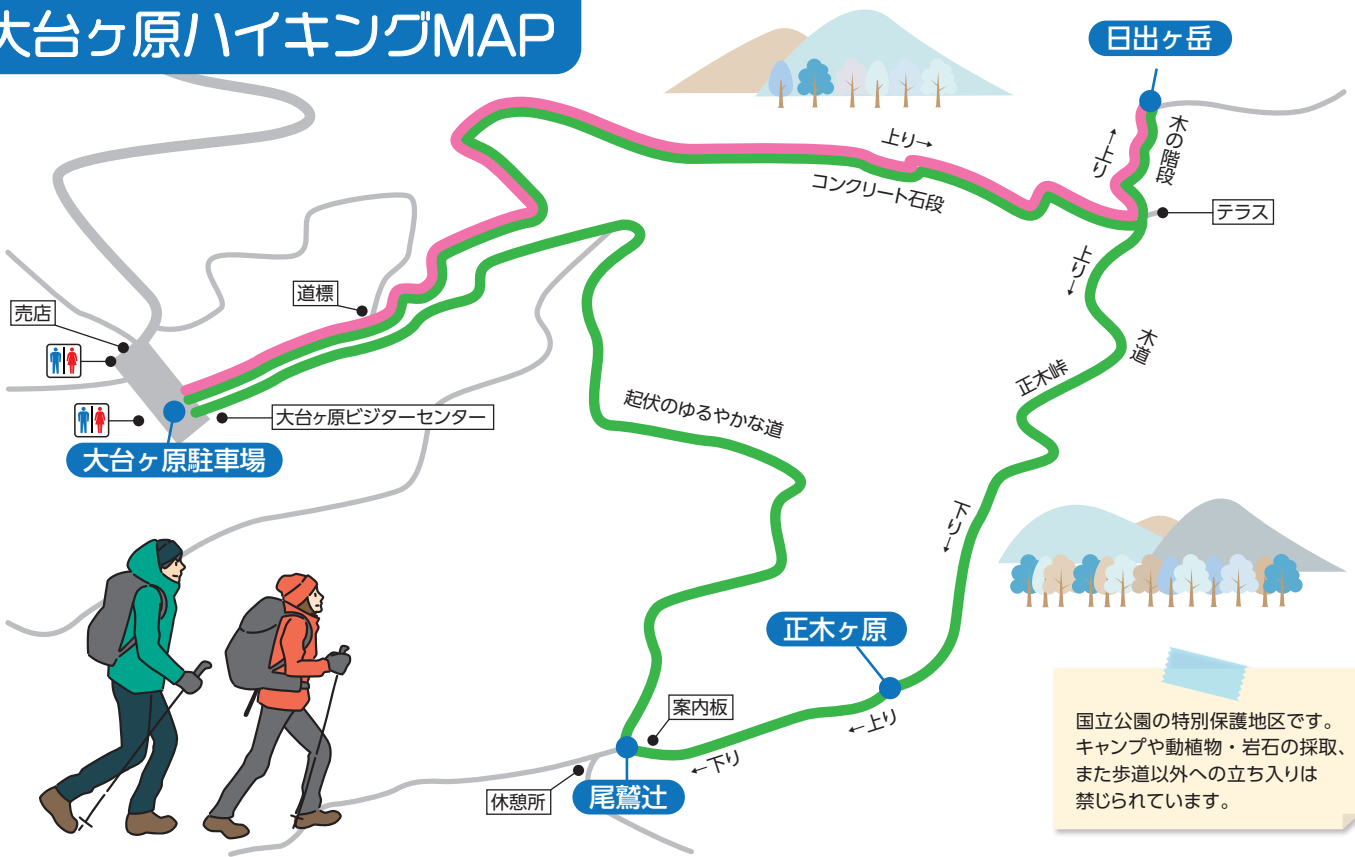 大台ヶ原ハイキングMAP
日出ヶ岳
上り→
コンクリート石段
上り→
木の階段
テラス
上り→
木道
正木峠
道標
売店
大台ヶ原ビジターセンター
大台ヶ原駐車場
起伏のゆるやかな道
下り→
正木ヶ原
←上り
案内板
←下り
休憩所
尾鷲辻
国立公園の特別保護地区です。
キャンプや動植物・岩石の採取、
また歩道以外への立ち入りは
禁じられています。